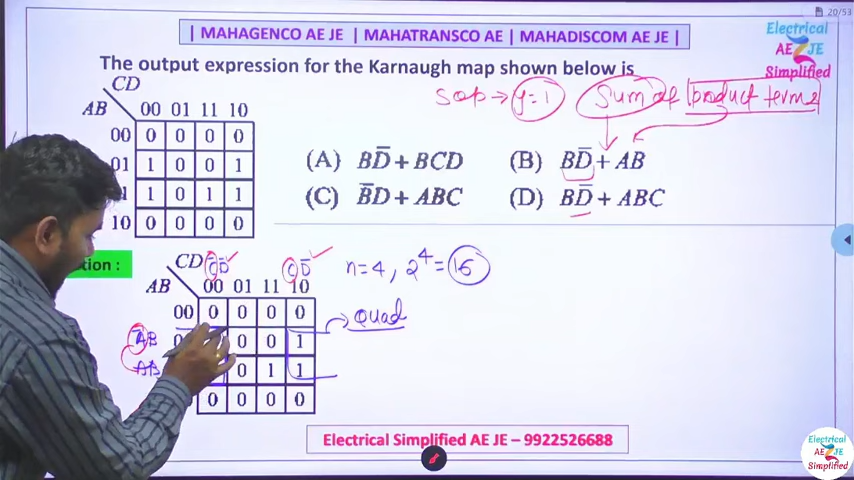 20/53
| MAHAGENCO AE JE | MAHATRANSCO AE | MAHADISCOM AE JE |
Electrical
AE JE
Simplified
The output expression for the Karnaugh map shown below is
CD
AB 00 01 11 10
00 0 0 0 0
01 1 0 0 1
1 1 0 1 1
10 0 0 0 0
SOP → y=1 Sum of product terms
(A) BD̅ + BCD (B) BD̅ + AB
(C) B̅D + ABC (D) BD̅ + ABC
tion :
CD C̅D̅ CD̅
n=4, 2⁴=16
AB 00 01 11 10
00 0 0 0 0
A̅B 0 0 1
AB 0 1 1
0 0 0 0
Quad
Electrical Simplified AE JE – 9922526688
Electrical
AE JE
Simplified